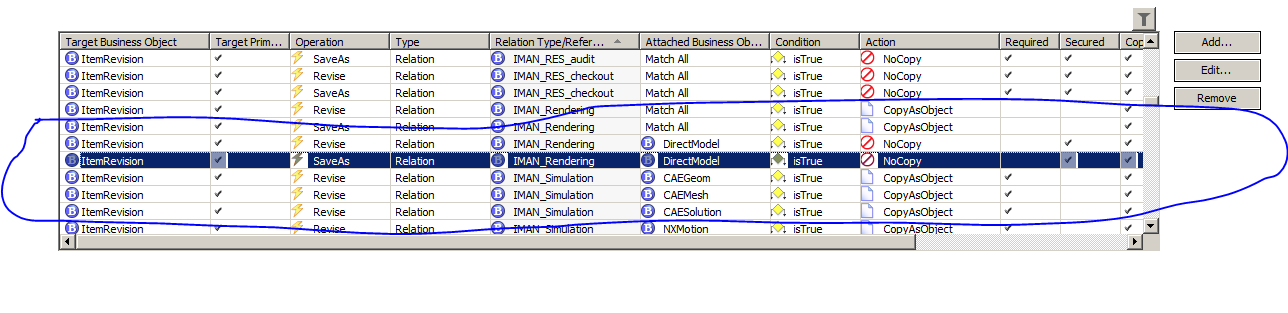 Target Business Object Target Prim... Operation Type Relation Type/Refer... Attached Business Ob... Condition Action Required Secured Cop
ItemRevision SaveAs Relation IMAN_RES_audit Match All isTrue NoCopy
ItemRevision Revise Relation IMAN_RES_checkout Match All isTrue NoCopy
ItemRevision SaveAs Relation IMAN_RES_checkout Match All isTrue NoCopy
ItemRevision Revise Relation IMAN_Rendering Match All isTrue CopyAsObject
ItemRevision SaveAs Relation IMAN_Rendering Match All isTrue CopyAsObject
ItemRevision Revise Relation IMAN_Rendering DirectModel isTrue NoCopy
ItemRevision SaveAs Relation IMAN_Rendering DirectModel isTrue NoCopy
ItemRevision Revise Relation IMAN_Simulation CAEGeom isTrue CopyAsObject
ItemRevision Revise Relation IMAN_Simulation CAEMesh isTrue CopyAsObject
ItemRevision Revise Relation IMAN_Simulation CAESolution isTrue CopyAsObject
ItemRevision Revise Relation IMAN_Simulation NXMotion isTrue CopyAsObject
Add...
Edit...
Remove